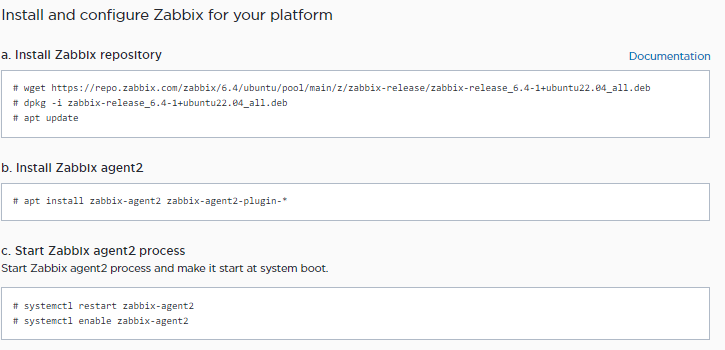 Install and configure Zabbix for your platform
a. Install Zabbix repository
Documentation
# wget https://repo.zabbix.com/zabbix/6.4/ubuntu/pool/main/z/zabbix-release/zabbix-release_6.4-1+ubuntu22.04_all.deb
# dpkg -i zabbix-release_6.4-1+ubuntu22.04_all.deb
# apt update
b. Install Zabbix agent2
# apt install zabbix-agent2 zabbix-agent2-plugin-*
c. Start Zabbix agent2 process
Start Zabbix agent2 process and make it start at system boot.
# systemctl restart zabbix-agent2
# systemctl enable zabbix-agent2